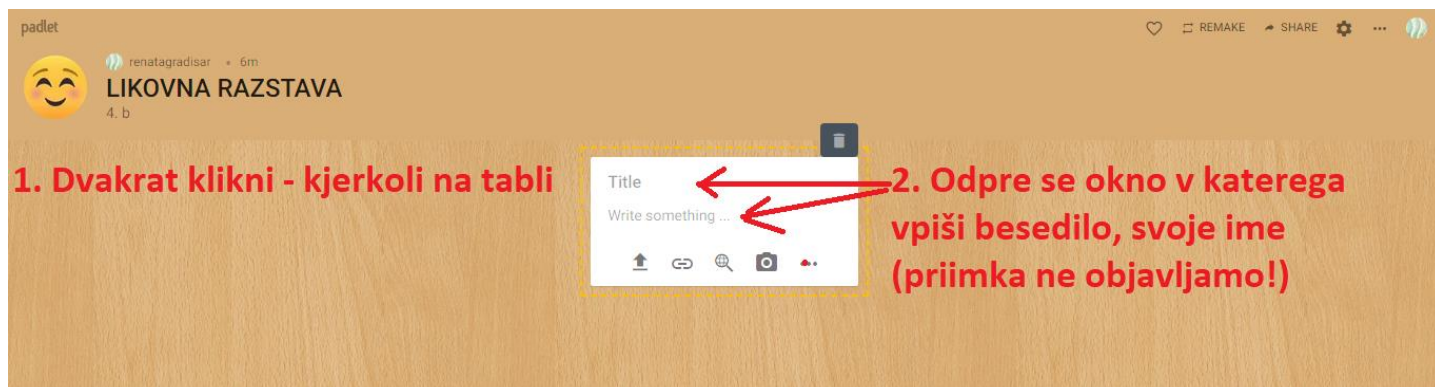 padlet
REMAKE SHARE
renatagradisar • 6m
LIKOVNA RAZSTAVA
4. b
1. Dvakrat klikni - kjerkoli na tabli
Title
Write something ...
2. Odpre se okno v katerega
vpiši besedilo, svoje ime
(priimka ne objavljamo!)